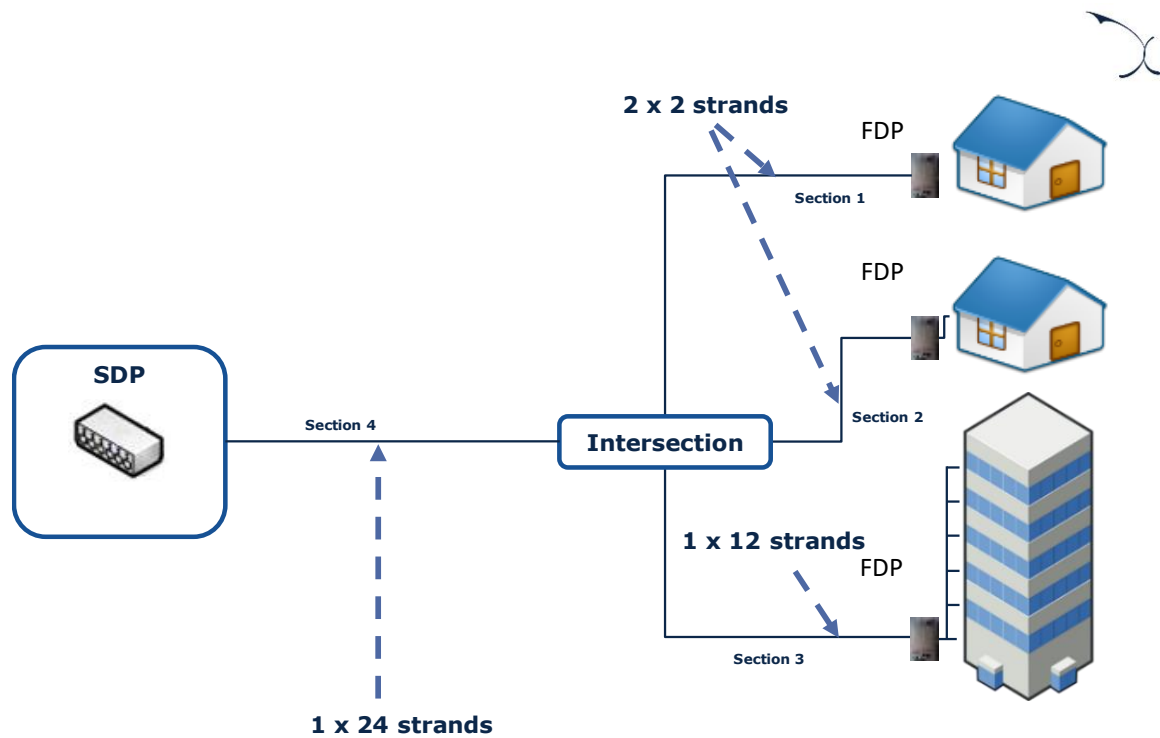 2 x 2 strands
FDP
Section 1
FDP
SDP
Section 4
Intersection
Section 2
1 x 12 strands
FDP
Section 3
1 x 24 strands